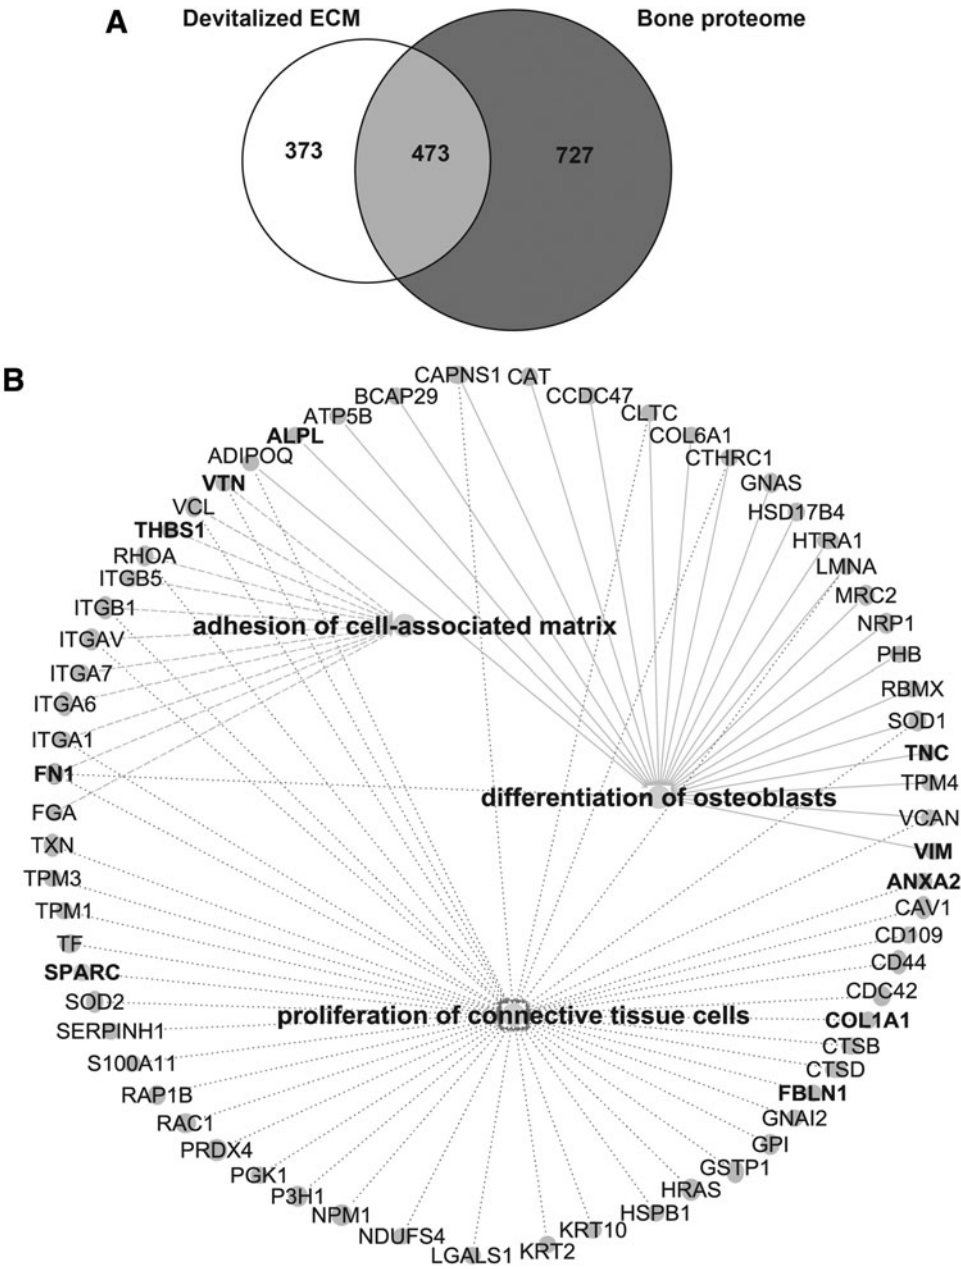 A
Devitalized ECM
Bone proteome
373
473
727
B
CAPNS1
CAT
BCAP29
CCDC47
ATP5B
CLTC
ALPL
COL6A1
ADIPOQ
CTHRC1
VTN
GNAS
VCL
HSD17B4
THBS1
HTRA1
RHOA
LMNA
ITGB5
MRC2
ITGB1
NRP1
adhesion of cell-associated matrix
ITGAV
PHB
ITGA7
RBMX
ITGA6
SOD1
ITGA1
TNC
FN1
TPM4
differentiation of osteoblasts
FGA
VCAN
TXN
VIM
TPM3
ANXA2
TPM1
CAV1
TF
CD109
SPARC
CD44
SOD2
CDC42
proliferation of connective tissue cells
SERPINH1
COL1A1
S100A11
CTSB
CTSD
RAP1B
FBLN1
RAC1
GNAI2
PRDX4
GPI
PGK1
GSTP1
P3H1
HRAS
NPM1
HSPB1
NDUFS4
KRT10
LGALS1
KRT2